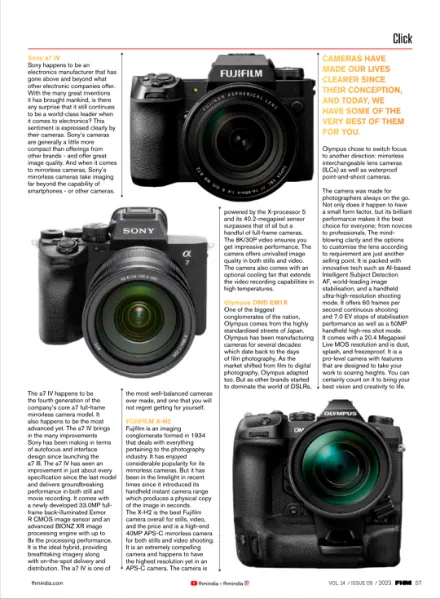 Click
Sony a7 IV
Sony happens to be an
electronics manufacturer that has
gone above and beyond what
other electronic companies offer.
With the many great inventions
it has brought mankind, is there
any surprise that it still continues
to be a world-class leader when
it comes to electronics? This
sentiment is expressed clearly by
their cameras. Sony's cameras
are generally a little more
compact than offerings from
other brands - and offer great
image quality. And when it comes
to mirrorless cameras, Sony's
mirrorless cameras take imaging
far beyond the capability of
smartphones - or other cameras.
FUJIFILM
SONY
α
7
The a7 IV happens to be
the fourth generation of the
company's core a7 full-frame
mirrorless camera model. It
also happens to be the most
advanced yet. The a7 IV brings
in the many improvements
Sony has been making in terms
of autofocus and interface
design since launching the
a7 III. The a7 IV has seen an
improvement in just about every
specification since the last model
and delivers groundbreaking
performance in both still and
movie recording. It comes with
a newly developed 33.0MP full-
frame back-illuminated Exmor
R CMOS image sensor and an
advanced BIONZ XR image
processing engine with up to
8x the processing performance.
It is the ideal hybrid, providing
breathtaking imagery along
with on-the-spot delivery and
distribution. The a7 IV is one of
the most well-balanced cameras
ever made, and one that you will
not regret getting for yourself.
FUJIFILM X-H2
Fujifilm is an imaging
conglomerate formed in 1934
that deals with everything
pertaining to the photography
industry. It has enjoyed
considerable popularity for its
mirrorless cameras. But it has
been in the limelight in recent
times since it introduced its
handheld instant camera range
which produces a physical copy
of the image in seconds.
The X-H2 is the best Fujifilm
camera overall for stills, video,
and the price and is a high-end
40MP APS-C mirrorless camera
for both stills and video shooting.
It is an extremely compelling
camera and happens to have
the highest resolution yet in an
APS-C camera. The camera is
powered by the X-processor 5
and its 40.2-megapixel sensor
surpasses that of all but a
handful of full-frame cameras.
The 8K/30P video ensures you
get impressive performance. The
camera offers unrivalled image
quality in both stills and video.
The camera also comes with an
optional cooling fan that extends
the video recording capabilities in
high temperatures.
Olympus OMD EM1X
One of the biggest
conglomerates of the nation,
Olympus comes from the highly
standardised streets of Japan.
Olympus has been manufacturing
cameras for several decades
which date back to the days
of film photography. As the
market shifted from film to digital
photography, Olympus adapted
too. But as other brands started
to dominate the world of DSLRs,
CAMERAS HAVE
MADE OUR LIVES
CLEARER SINCE
THEIR CONCEPTION,
AND TODAY, WE
HAVE SOME OF THE
VERY BEST OF THEM
FOR YOU.
Olympus chose to switch focus
to another direction: mirrorless
interchangeable lens cameras
(ILCs) as well as waterproof
point-and-shoot cameras.
The camera was made for
photographers always on the go.
Not only does it happen to have
a small form factor, but its brilliant
performance makes it the best
choice for everyone; from novices
to professionals. The mind-
blowing clarity and the options
to customise the lens according
to requirement are just another
selling point. It is packed with
innovative tech such as AI-based
Intelligent Subject Detection
AF, world-leading image
stabilisation, and a handheld
ultra-high-resolution shooting
mode. It offers 60 frames per
second continuous shooting
and 7.0 EV stops of stabilisation
performance as well as a 50MP
handheld high-res shot mode.
It comes with a 20.4 Megapixel
Live MOS resolution and is dust,
splash, and freezeproof. It is a
pro-level camera with features
that are designed to take your
work to soaring heights. You can
certainly count on it to bring your
best vision and creativity to life.
OLYMPUS
fhmindia.com
fhmindia • fhmindia
VOL. 14 / ISSUE 09 / 2023 FHM 57